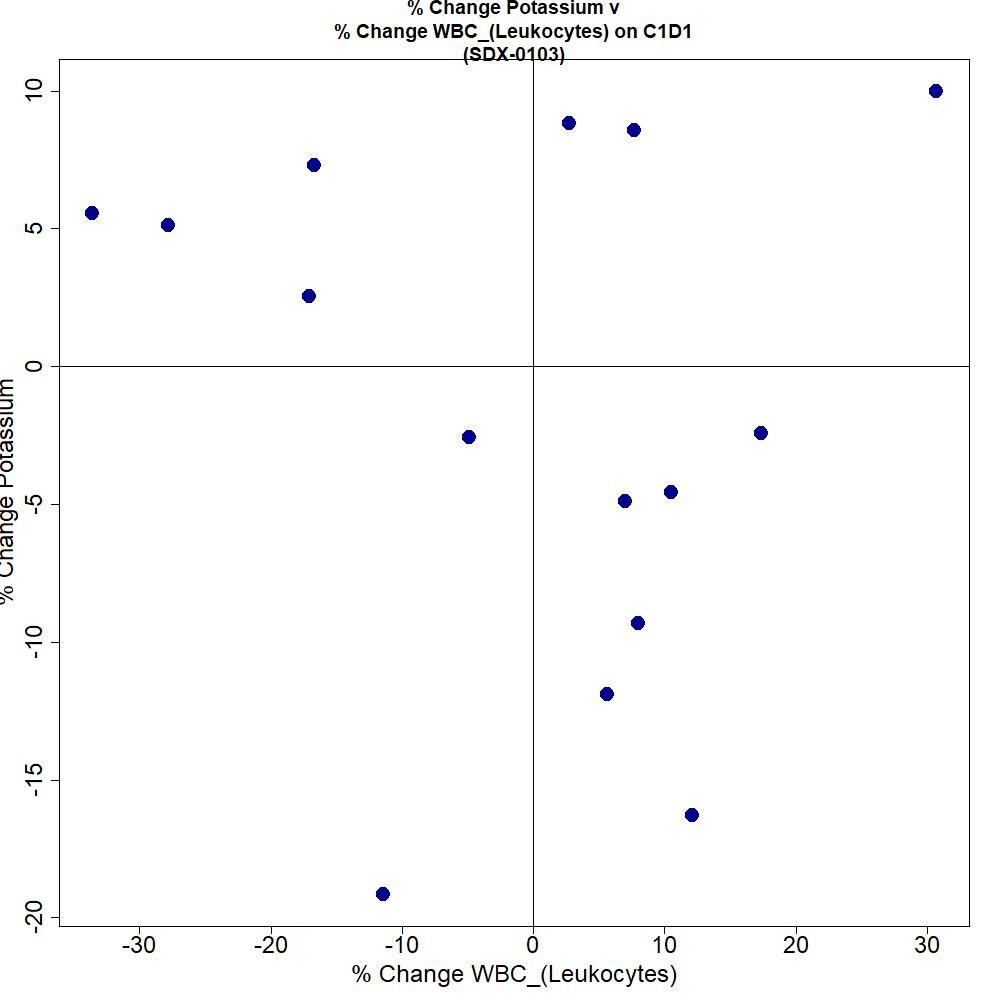 % Change Potassium v
% Change WBC_(Leukocytes) on C1D1
(SDX-0103)
10
5
0
-5
-10
-15
-20
% Change Potassium
-30
-20
-10
0
10
20
30
% Change WBC_(Leukocytes)